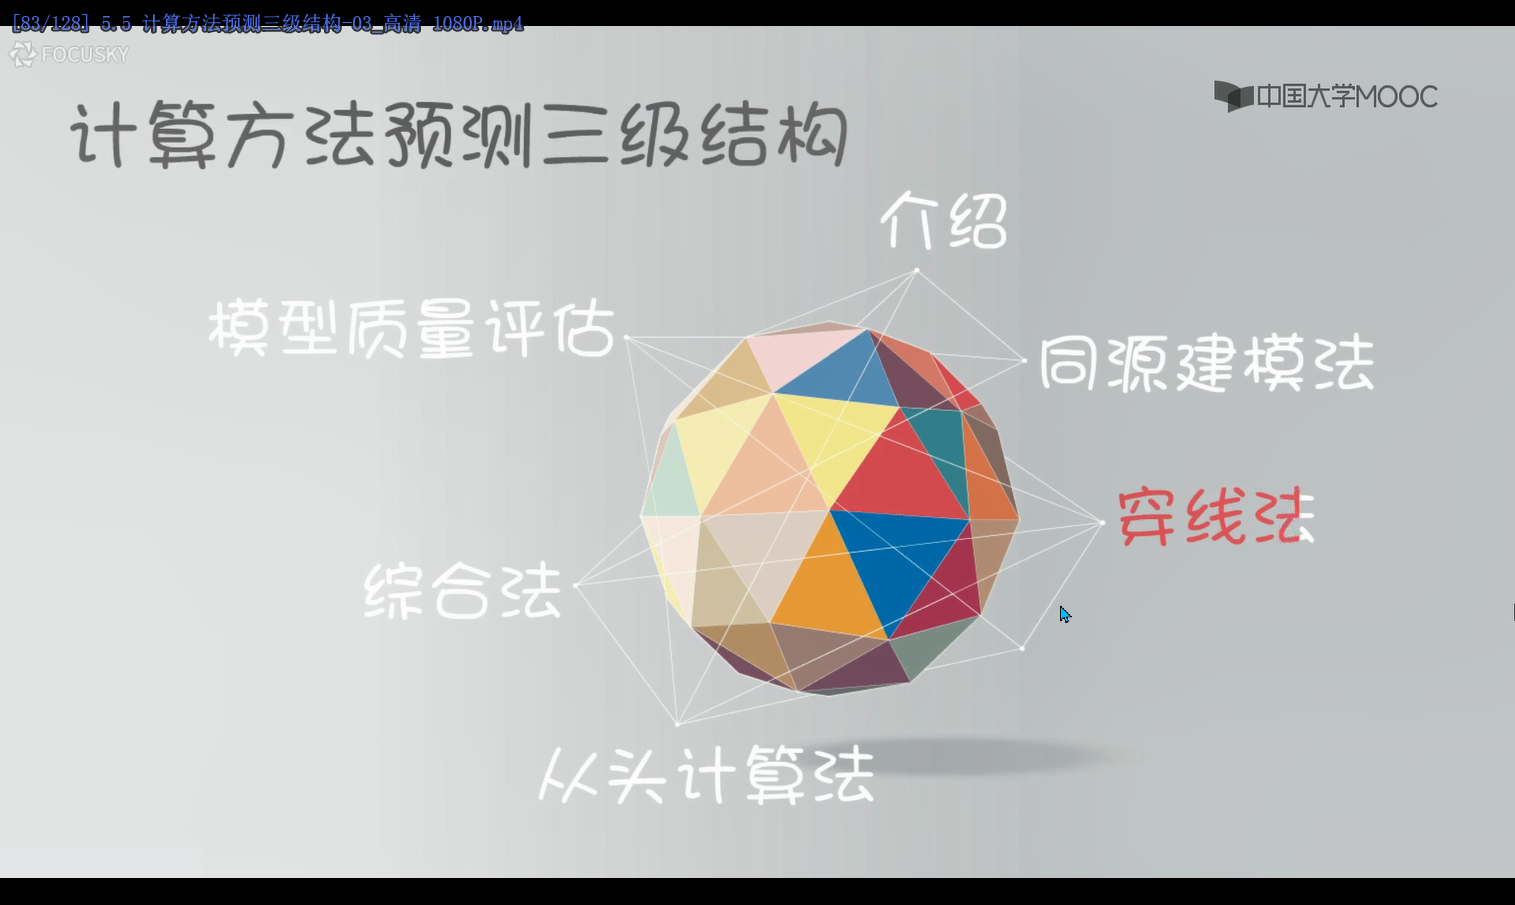 [83/128] 5.5 计算方法预测三级结构-03_高清 1080P.mp4
FOCUSKY
中国大学MOOC
计算方法预测三级结构
介绍
模型质量评估
同源建模法
穿线法
综合法
从头计算法